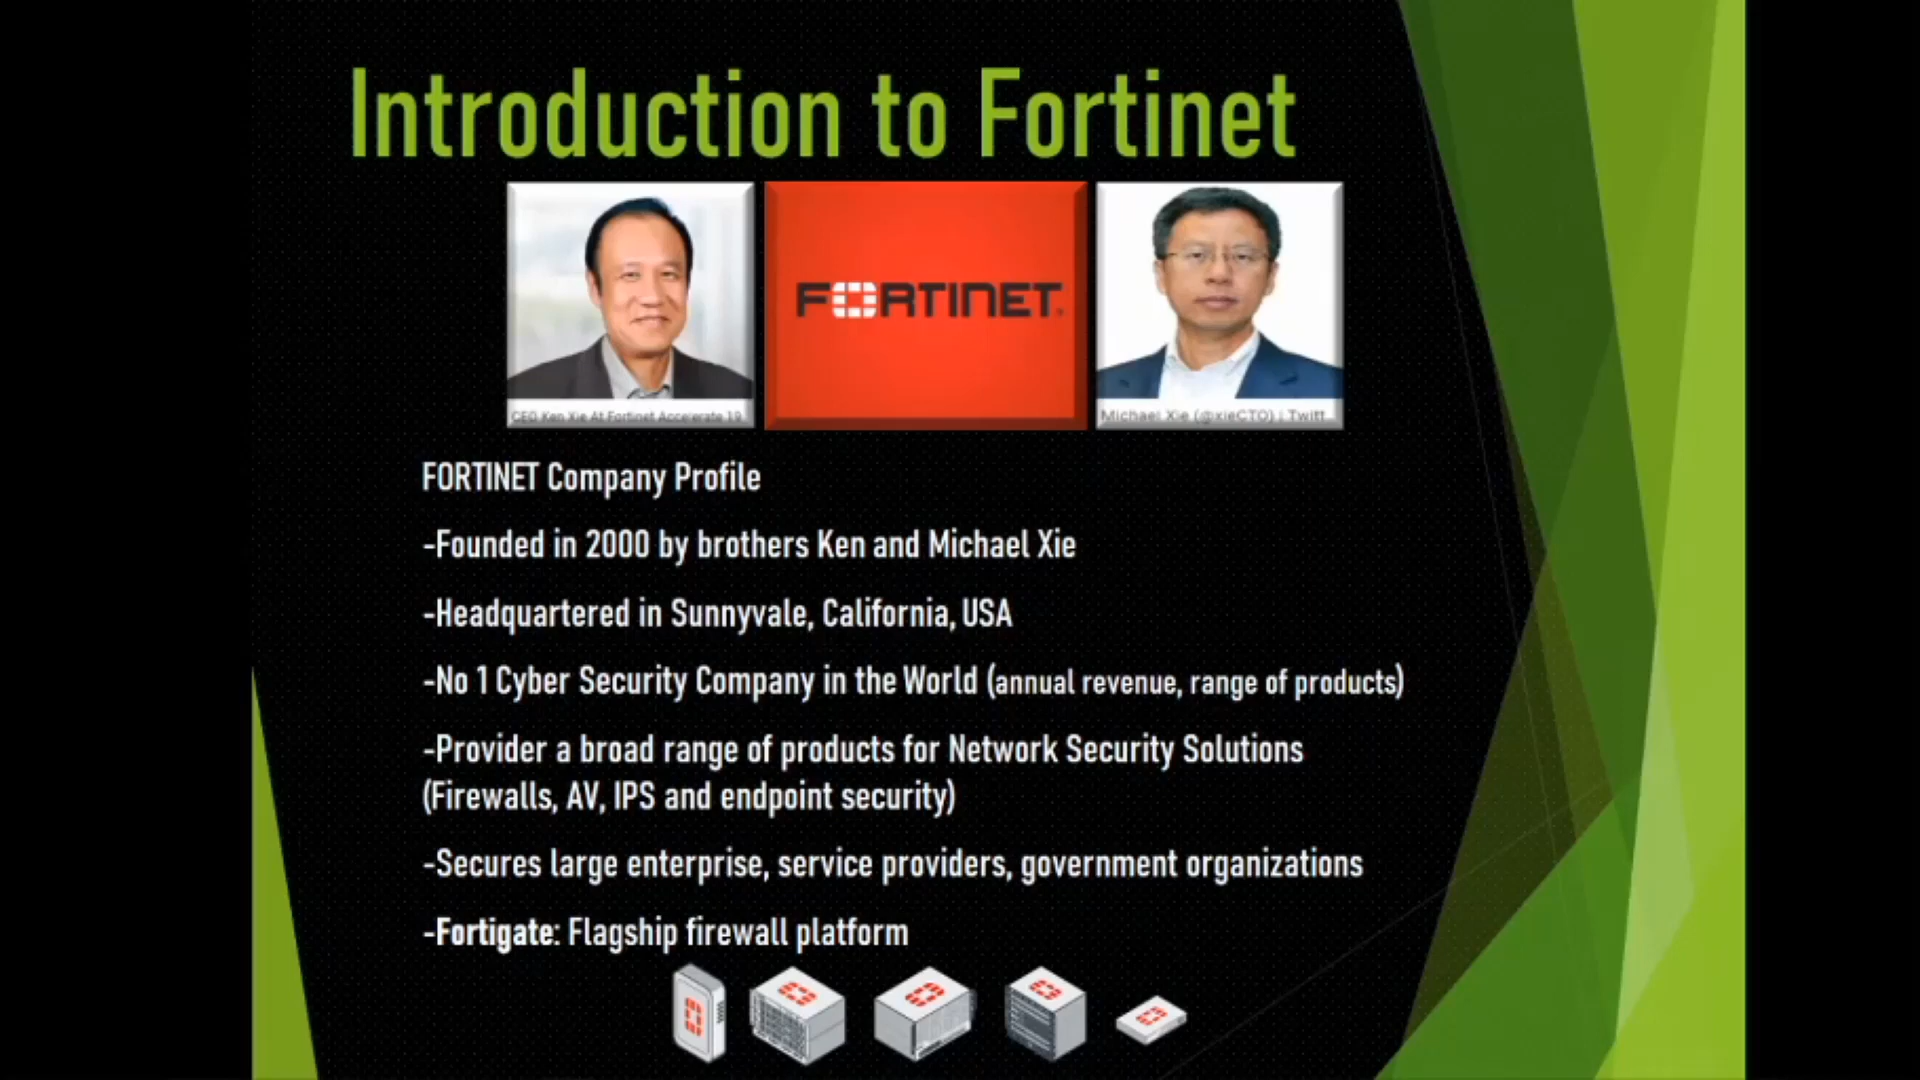 Introduction to Fortinet
FORTINET
CEO Ken Xie At Fortinet Accelerate 19
Michael Xie (@xieCTO) | Twitt...
FORTINET Company Profile
-Founded in 2000 by brothers Ken and Michael Xie
-Headquartered in Sunnyvale, California, USA
-No 1 Cyber Security Company in the World (annual revenue, range of products)
-Provider a broad range of products for Network Security Solutions
(Firewalls, AV, IPS and endpoint security)
-Secures large enterprise, service providers, government organizations
-Fortigate: Flagship firewall platform